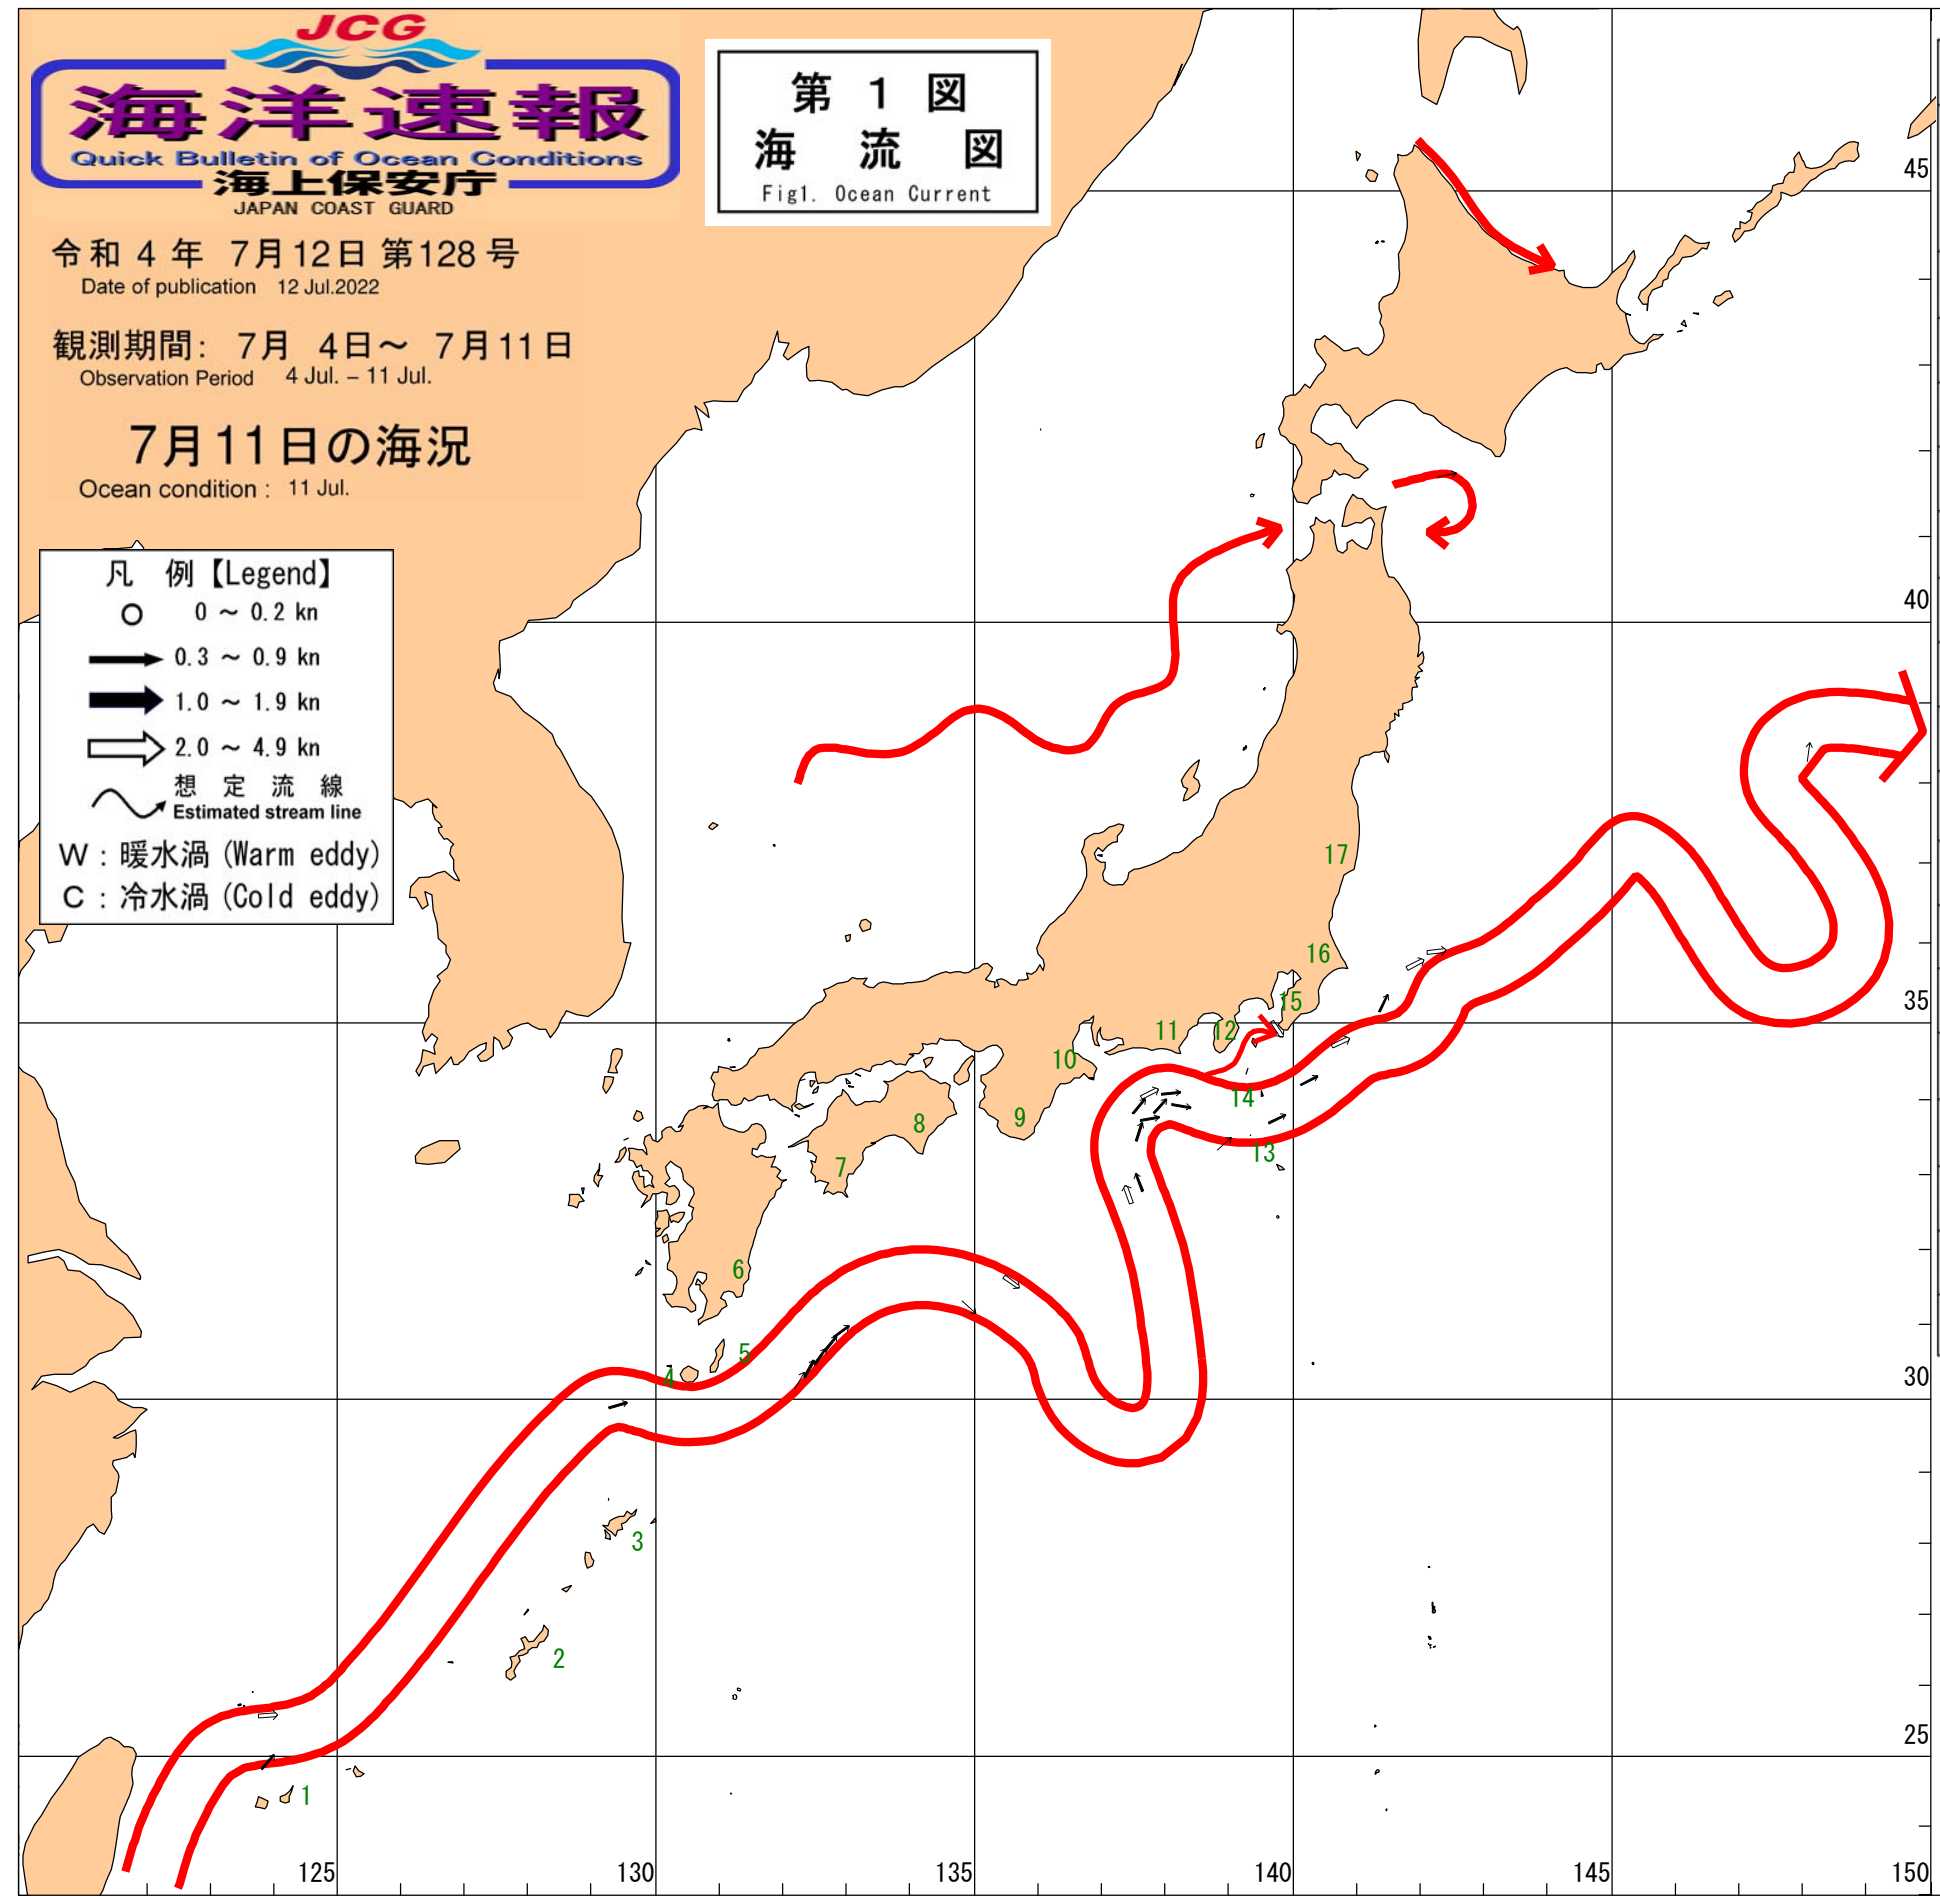 JCG
海洋速報
Quick Bulletin of Ocean Conditions
海上保安庁
JAPAN COAST GUARD
第 1 図
海 流 図
Fig1. Ocean Current
令和 4 年 7月12日 第128号
Date of publication 12 Jul.2022
観測期間: 7月 4日～ 7月11日
Observation Period 4 Jul. – 11 Jul.
7月11日の海況
Ocean condition : 11 Jul.
凡 例【Legend】
0 ～ 0.2 kn
0.3 ～ 0.9 kn
1.0 ～ 1.9 kn
2.0 ～ 4.9 kn
想 定 流 線
Estimated stream line
W : 暖水渦 (Warm eddy)
C : 冷水渦 (Cold eddy)
45
40
35
30
25
17
16
15
14
13
12
11
10
9
8
7
6
5
4
3
2
1
125
130
135
140
145
150